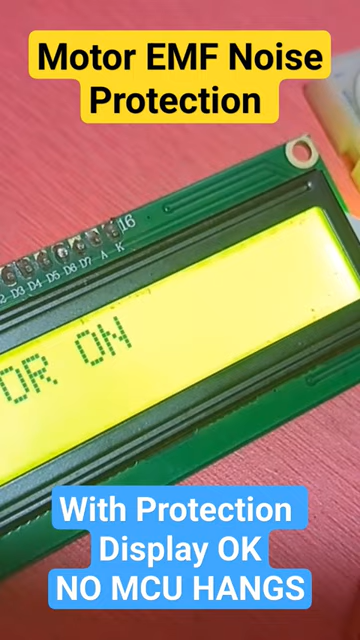 Motor EMF Noise
Protection
16
2 D3 D4 D5 D6 D7 A K
OR ON
With Protection
Display OK
NO MCU HANGS